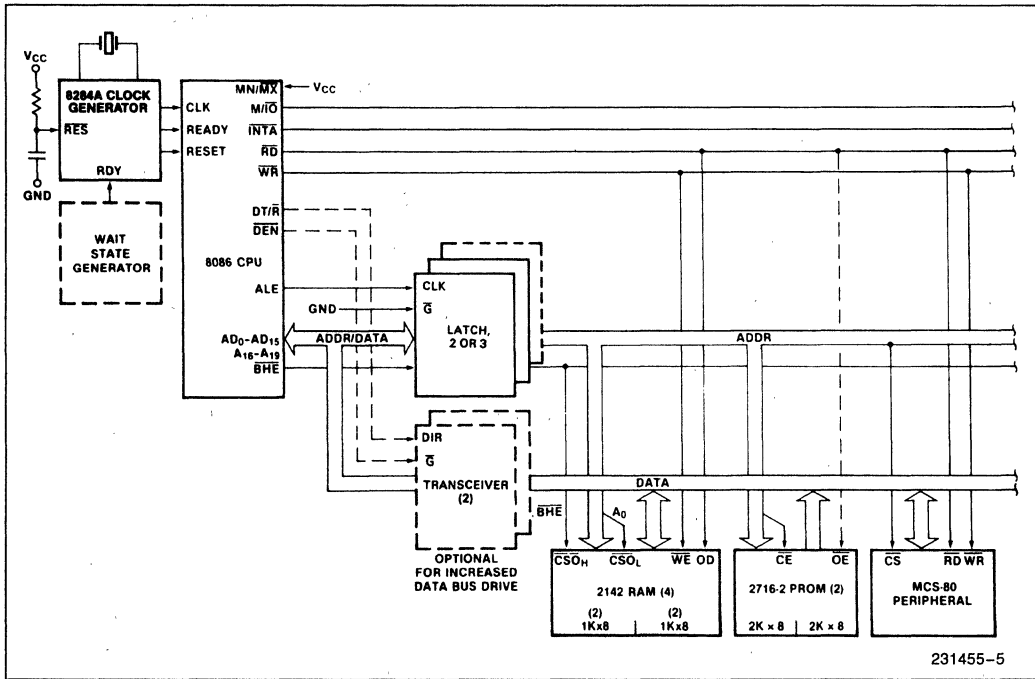 VCC
8284A CLOCK
GENERATOR
RES
RDY
GND
WAIT
STATE
GENERATOR
CLK
READY
RESET
8086 CPU
MN/MX
VCC
M/IO
INTA
RD
WR
DT/R
DEN
ALE
AD0-AD15
A16-A19
BHE
ADDR/DATA
GND
CLK
G
LATCH,
2 OR 3
DIR
G
TRANSCEIVER
(2)
OPTIONAL
FOR INCREASED
DATA BUS DRIVE
ADDR
DATA
BHE
A0
CSOH
CSOL
WE OD
2142 RAM (4)
(2)
1Kx8
(2)
1Kx8
CE
OE
2716-2 PROM (2)
2K × 8
2K × 8
CS
RD WR
MCS-80
PERIPHERAL
231455-5